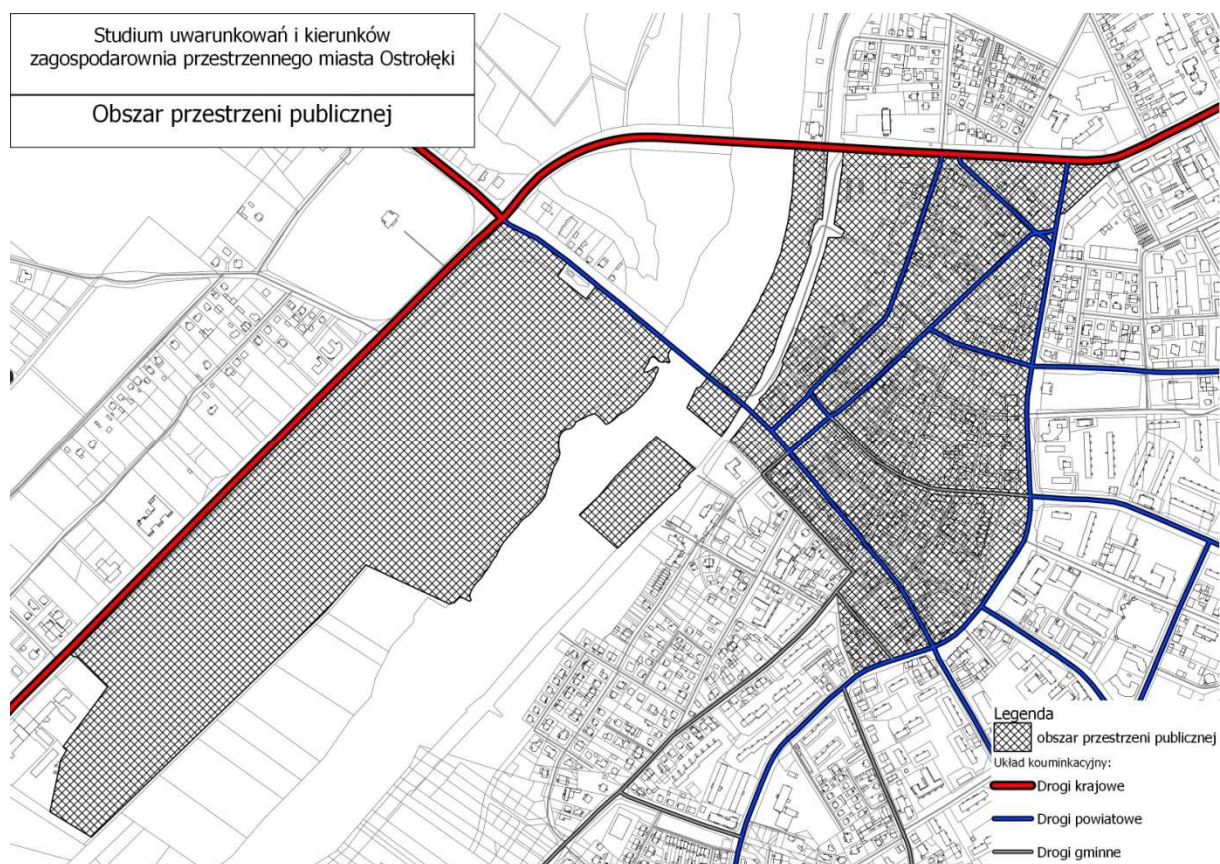 Studium uwarunkowań i kierunków
zagospodarownia przestrzennego miasta Ostrołęki
Obszar przestrzeni publicznej
Legenda
obszar przestrzeni publicznej
Układ kouminkacyjny:
Drogi krajowe
Drogi powiatowe
Drogi gminne